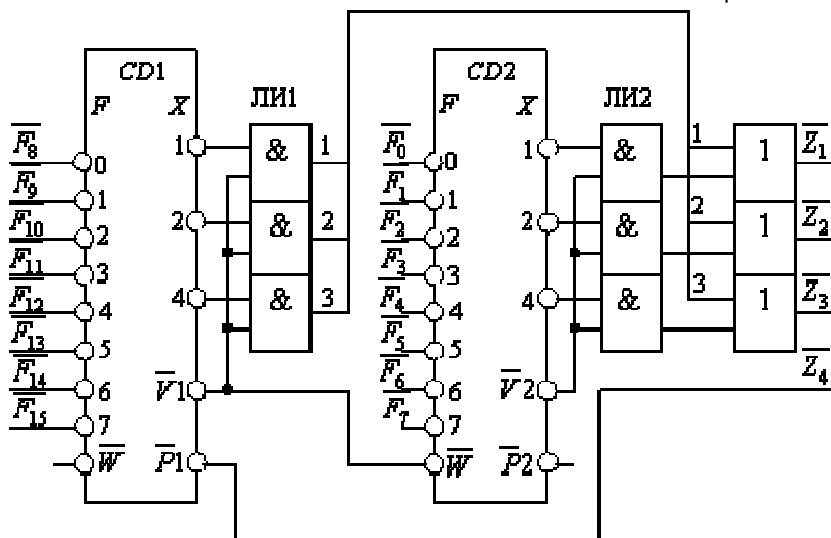 CD1
F X
ЛИ1
CD2
F X
ЛИ2
F̅₈ 0
F̅₉ 1
F̅₁₀ 2
F̅₁₁ 3
F̅₁₂ 4
F̅₁₃ 5
F̅₁₄ 6
F̅₁₅ 7
W̅
1
2
4
V̅1
P̅1
& 1
& 2
& 3
F̅₀ 0
F̅₁ 1
F̅₂ 2
F̅₃ 3
F̅₄ 4
F̅₅ 5
F̅₆ 6
F̅₇ 7
W̅
1
2
4
V̅2
P̅2
&
&
&
1 1 Z̅₁
2 1 Z̅₂
3 1 Z̅₃
Z̅₄